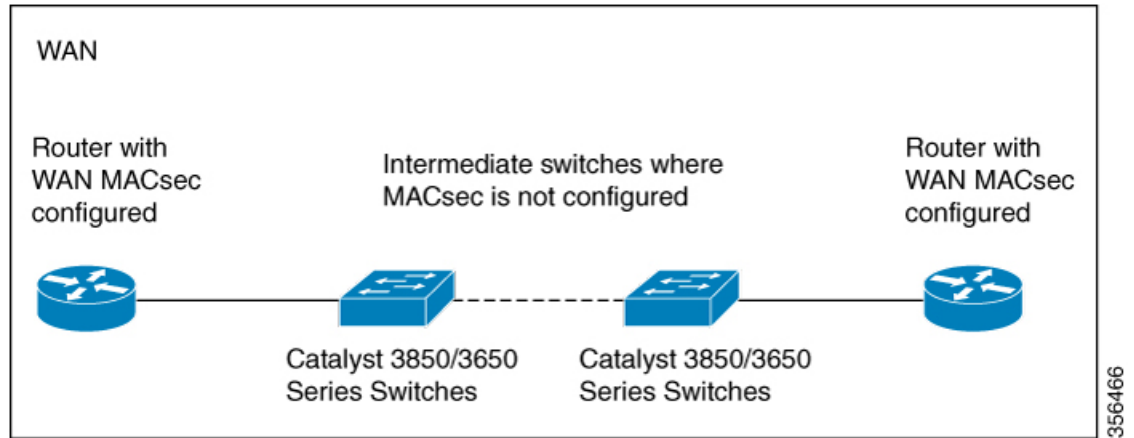 WAN
Router with
WAN MACsec
configured
Intermediate switches where
MACsec is not configured
Router with
WAN MACsec
configured
Catalyst 3850/3650
Series Switches
Catalyst 3850/3650
Series Switches
356466